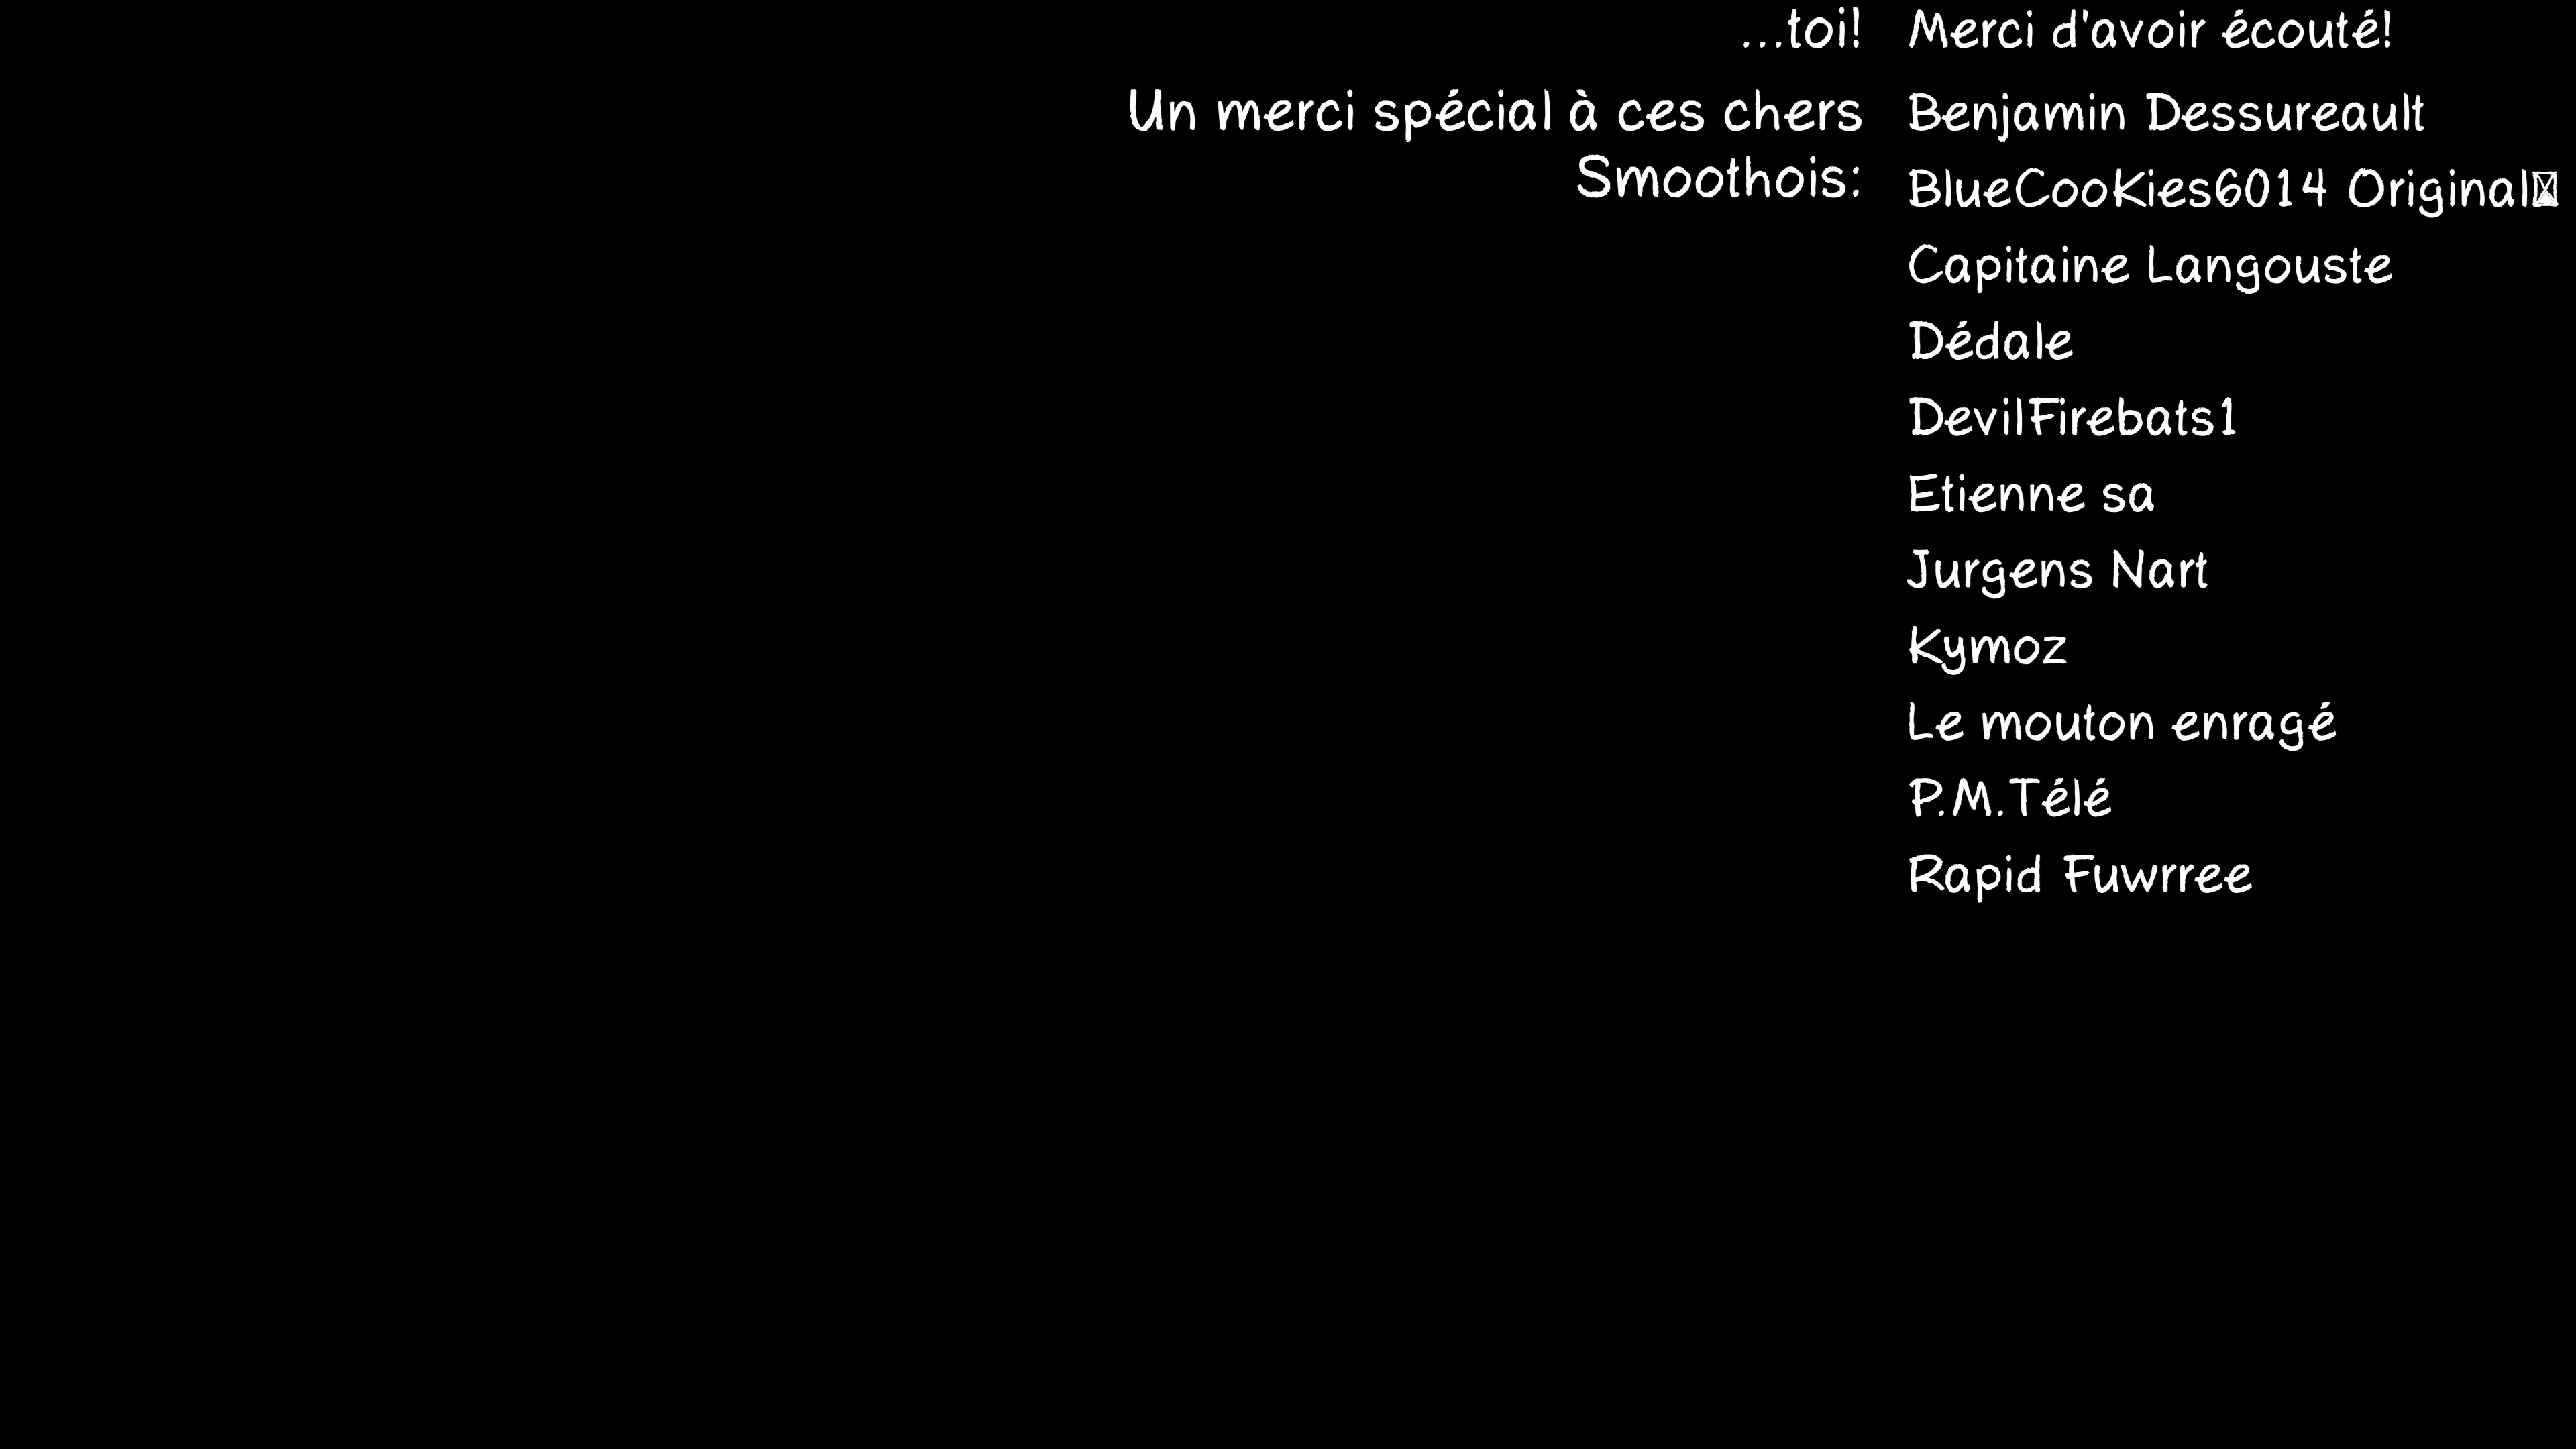 ...toi! Merci d'avoir écouté!
Un merci spécial à ces chers
Smoothois:
Benjamin Dessureault
BlueCooKies6014 Original
Capitaine Langouste
Dédale
DevilFirebats1
Etienne sa
Jurgens Nart
Kymoz
Le mouton enragé
P.M.Télé
Rapid Fuwrree